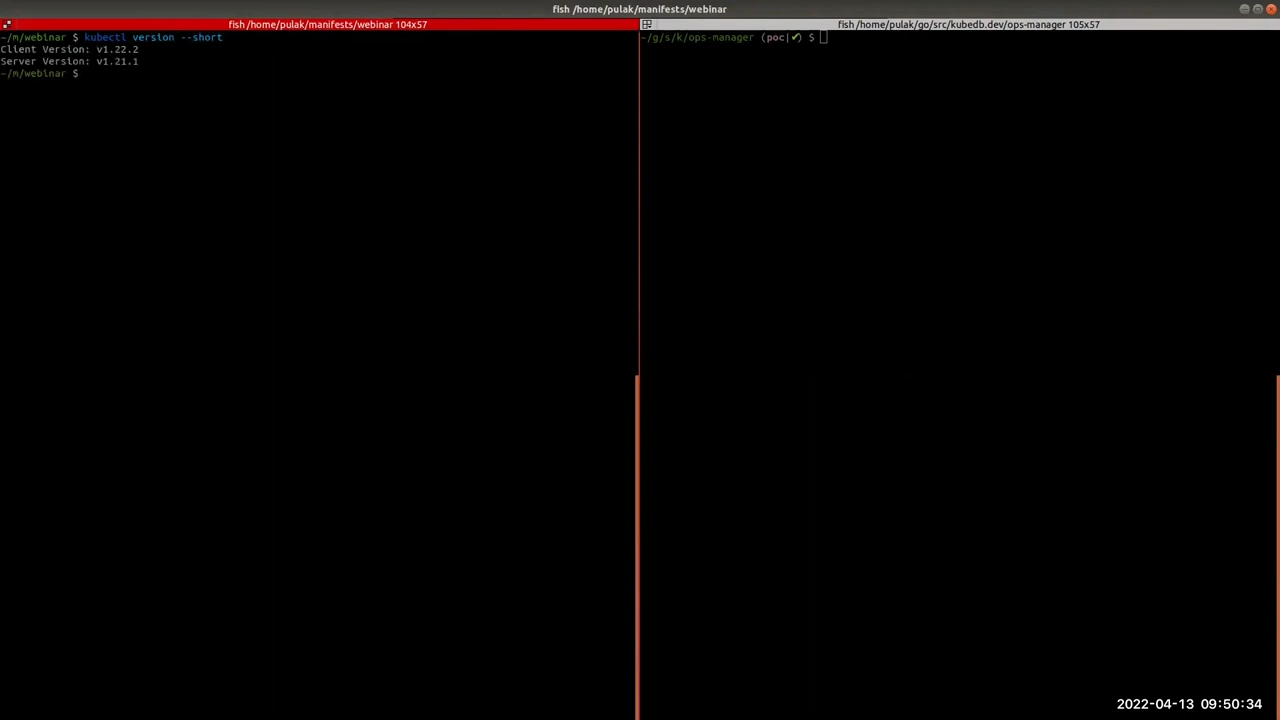 fish /home/pulak/manifests/webinar
fish /home/pulak/manifests/webinar 104x57
~/m/webinar $ kubectl version --short
Client Version: v1.22.2
Server Version: v1.21.1
~/m/webinar $
fish /home/pulak/go/src/kubedb.dev/ops-manager 105x57
~/g/s/k/ops-manager (poc|✔) $
2022-04-13 09:50:34